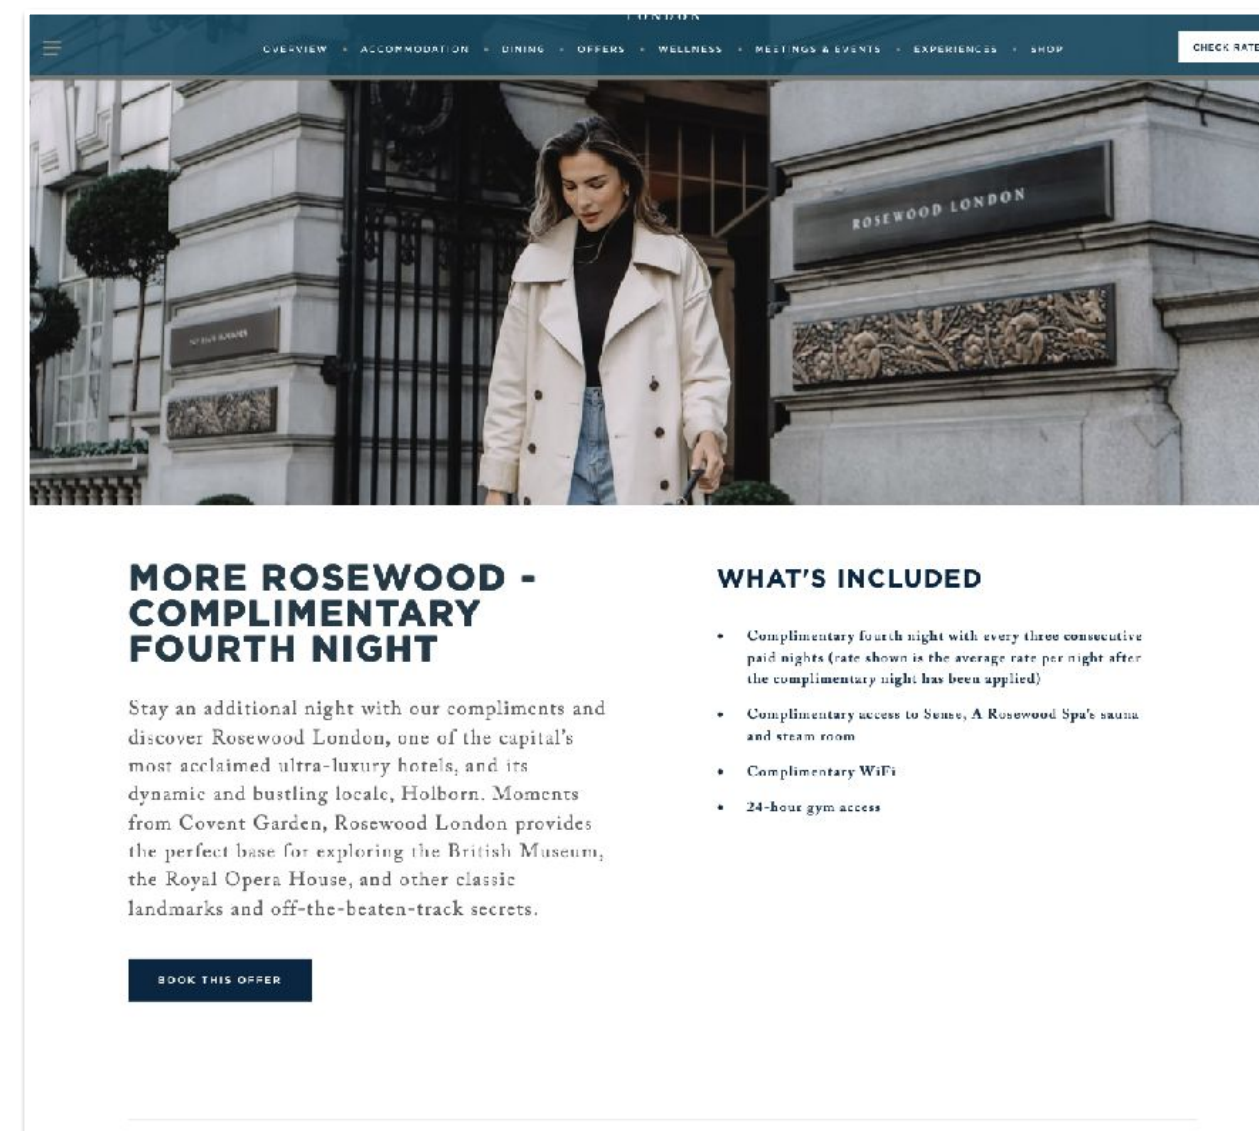 LONDON
OVERVIEW • ACCOMMODATION • DINING • OFFERS • WELLNESS • MEETINGS & EVENTS • EXPERIENCES • SHOP
CHECK RATE
ROSEWOOD LONDON
MORE ROSEWOOD -
COMPLIMENTARY
FOURTH NIGHT
Stay an additional night with our compliments and
discover Rosewood London, one of the capital's
most acclaimed ultra-luxury hotels, and its
dynamic and bustling locale, Holborn. Moments
from Covent Garden, Rosewood London provides
the perfect base for exploring the British Museum,
the Royal Opera House, and other classic
landmarks and off-the-beaten-track secrets.
BOOK THIS OFFER
WHAT'S INCLUDED
• Complimentary fourth night with every three consecutive
paid nights (rate shown is the average rate per night after
the complimentary night has been applied)
• Complimentary access to Sense, A Rosewood Spa's sauna
and steam room
• Complimentary WiFi
• 24-hour gym access